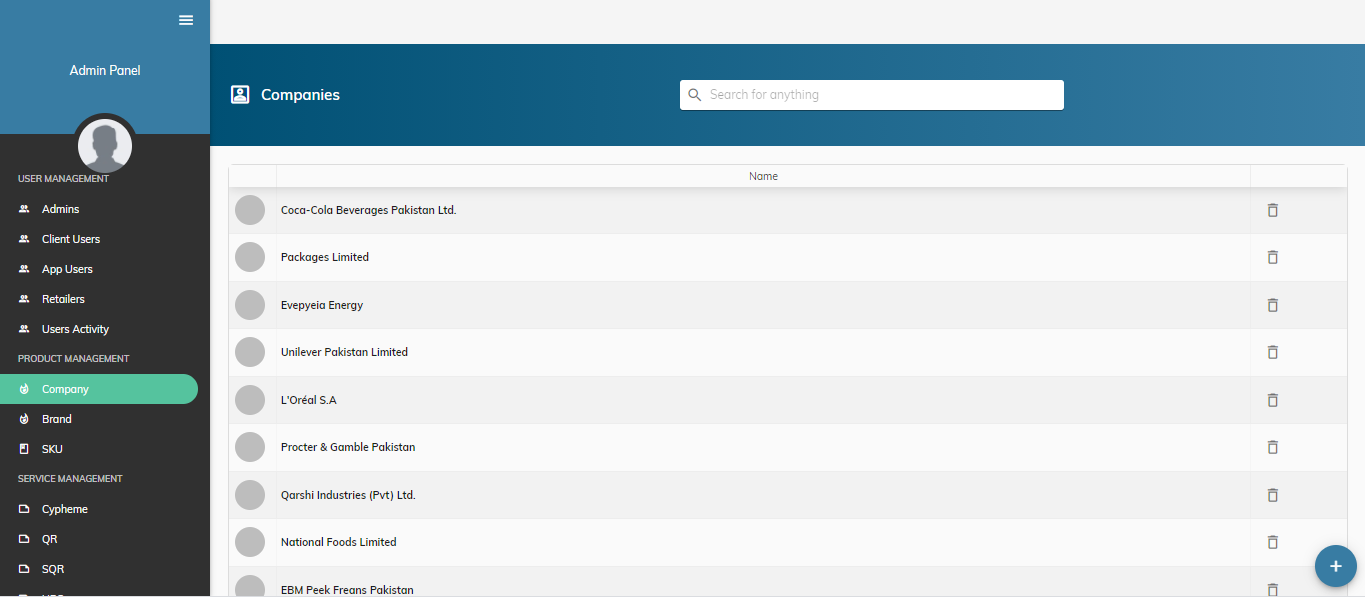 Admin Panel
USER MANAGEMENT
Admins
Client Users
App Users
Retailers
Users Activity
PRODUCT MANAGEMENT
Company
Brand
SKU
SERVICE MANAGEMENT
Cypheme
QR
SQR
Companies
Search for anything
Name
Coca-Cola Beverages Pakistan Ltd.
Packages Limited
Evepyeia Energy
Unilever Pakistan Limited
L'Oréal S.A
Procter & Gamble Pakistan
Qarshi Industries (Pvt) Ltd.
National Foods Limited
EBM Peek Freans Pakistan